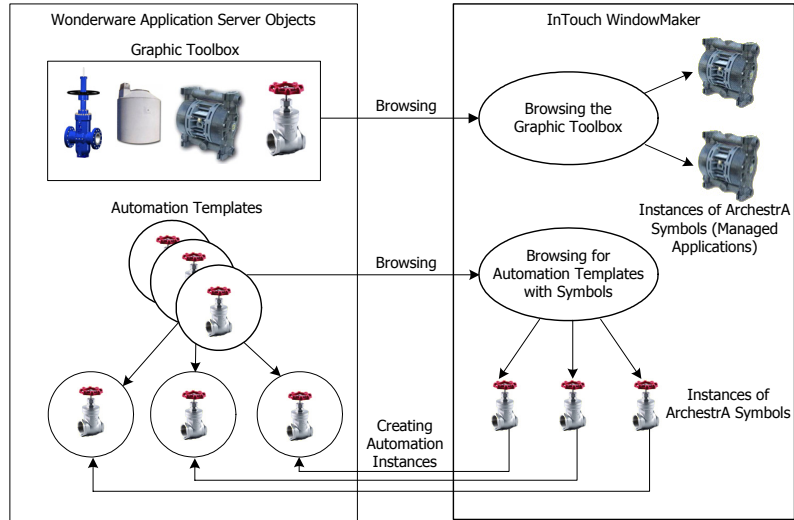 Wonderware Application Server Objects
InTouch WindowMaker
Graphic Toolbox
Browsing
Browsing the
Graphic Toolbox
Instances of ArchestrA
Symbols (Managed
Applications)
Automation Templates
Browsing
Browsing for
Automation Templates
with Symbols
Instances of
ArchestrA Symbols
Creating
Automation
Instances